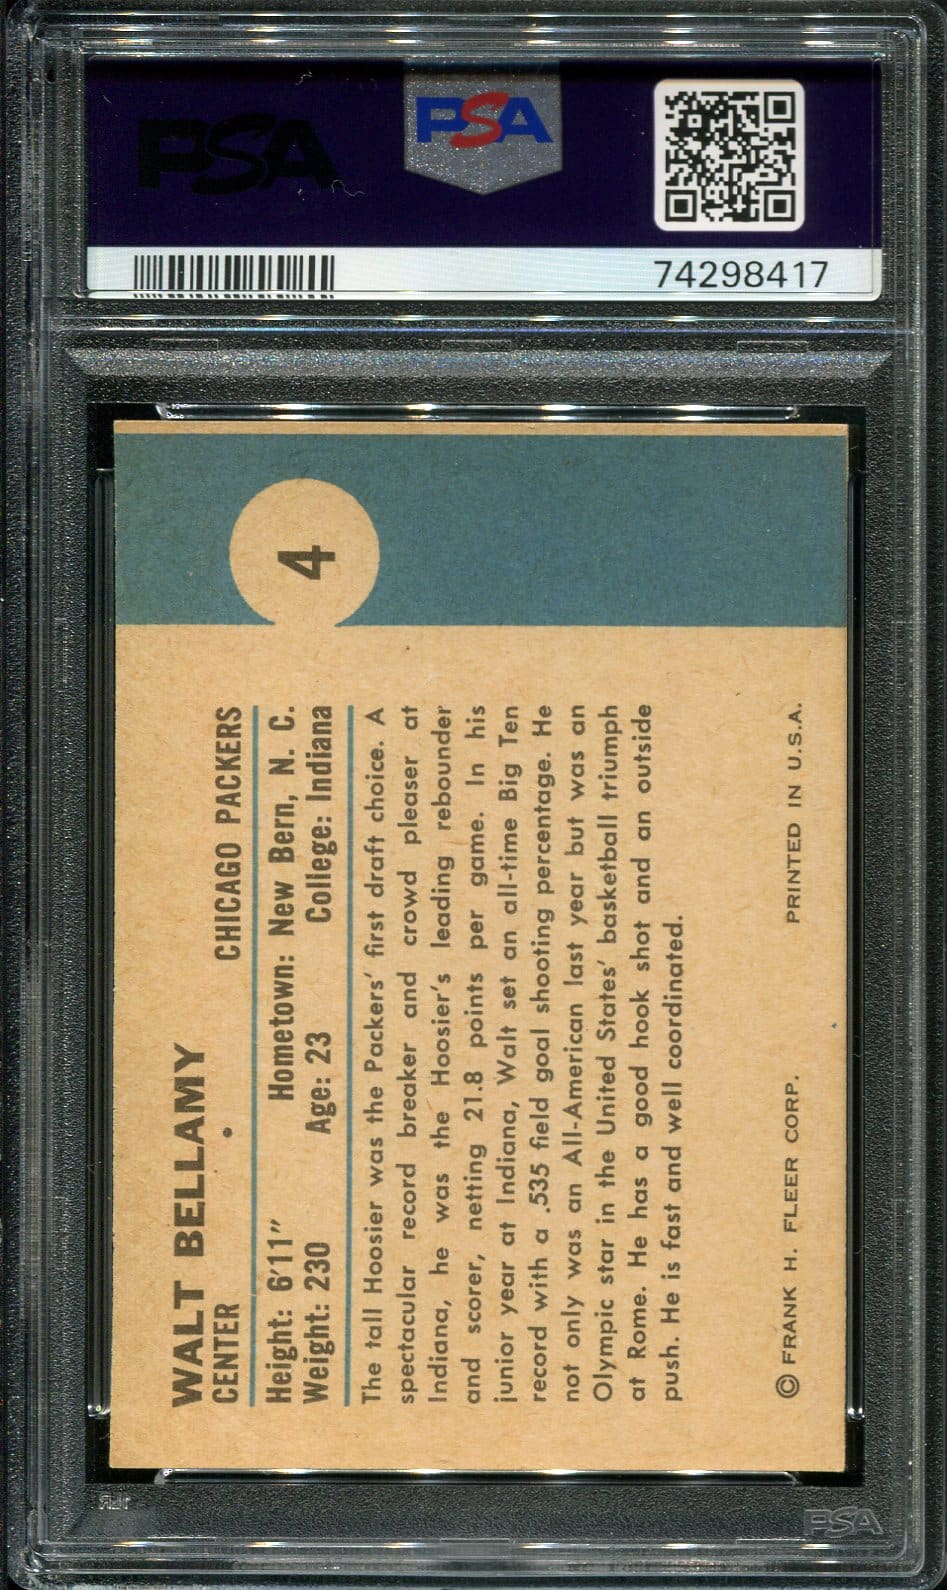 PSA
PSA
74298417
4
WALT BELLAMY
CENTER • CHICAGO PACKERS
Height: 6'11" Hometown: New Bern, N. C.
Weight: 230 Age: 23 College: Indiana
The tall Hoosier was the Packers' first draft choice. A
spectacular record breaker and crowd pleaser at
Indiana, he was the Hoosier's leading rebounder
and scorer, netting 21.8 points per game. In his
junior year at Indiana, Walt set an all-time Big Ten
record with a .535 field goal shooting percentage. He
not only was an All-American last year but was an
Olympic star in the United States' basketball triumph
at Rome. He has a good hook shot and an outside
push. He is fast and well coordinated.
© FRANK H. FLEER CORP. PRINTED IN U.S.A.
PSA